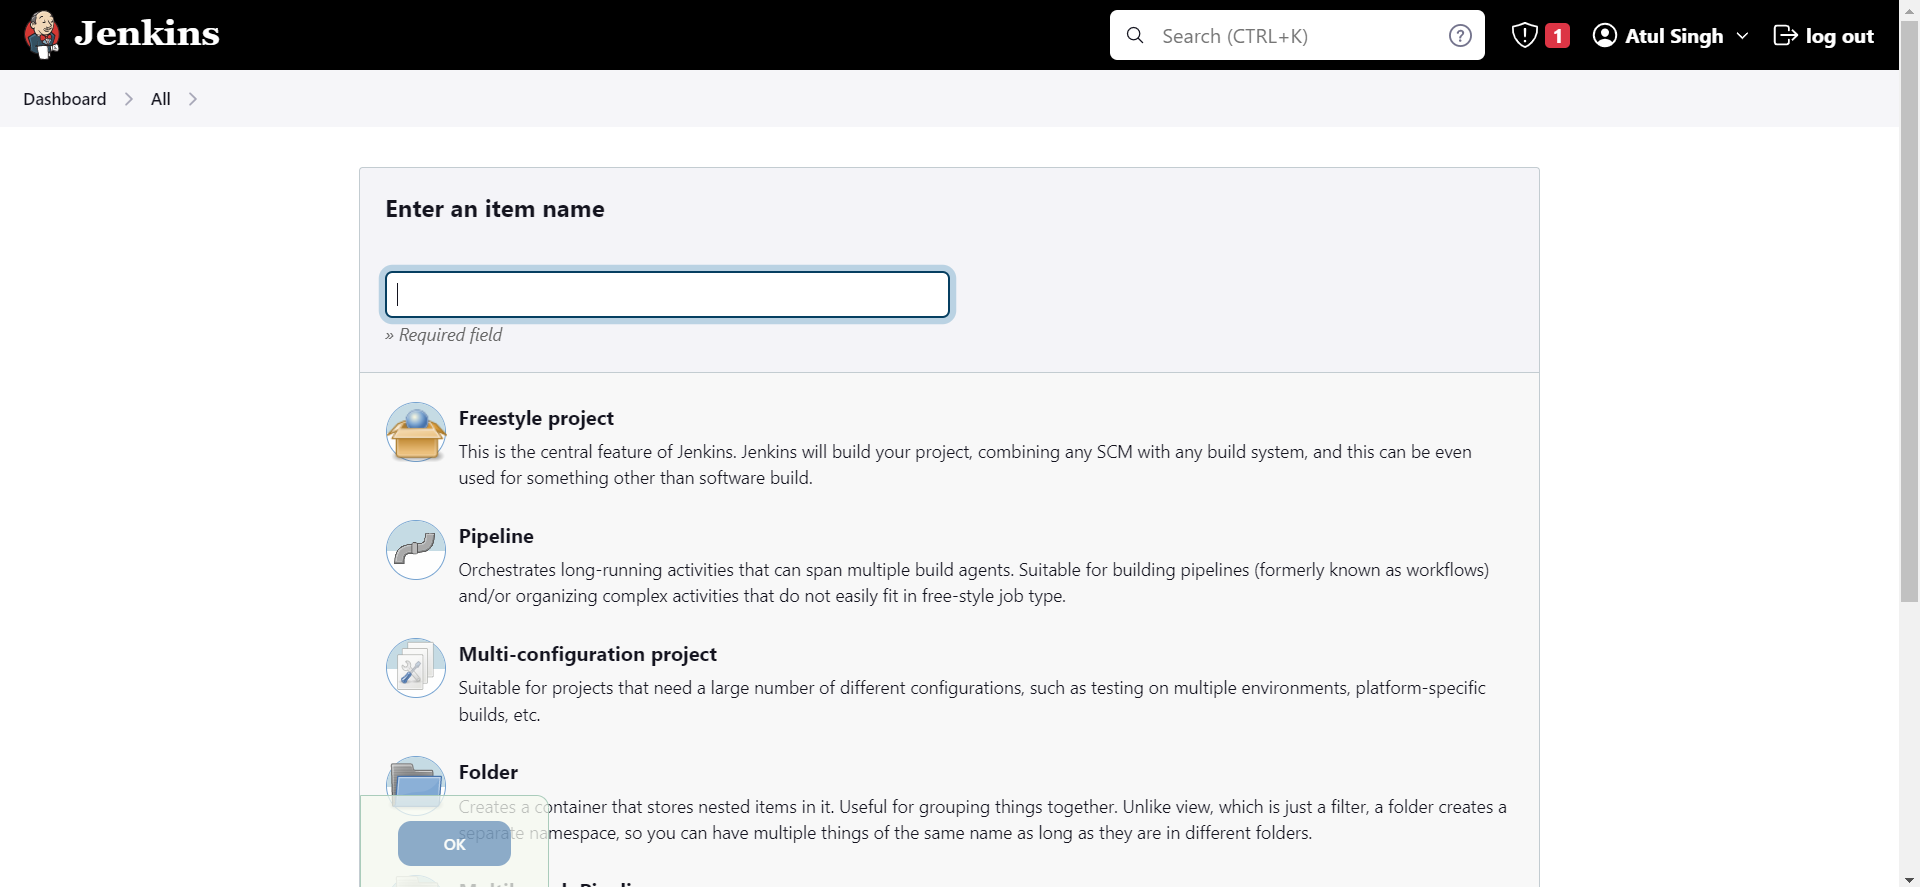 Jenkins
Search (CTRL+K)
1
Atul Singh
log out
Dashboard
All
Enter an item name
» Required field
Freestyle project
This is the central feature of Jenkins. Jenkins will build your project, combining any SCM with any build system, and this can be even
used for something other than software build.
Pipeline
Orchestrates long-running activities that can span multiple build agents. Suitable for building pipelines (formerly known as workflows)
and/or organizing complex activities that do not easily fit in free-style job type.
Multi-configuration project
Suitable for projects that need a large number of different configurations, such as testing on multiple environments, platform-specific
builds, etc.
Folder
Creates a container that stores nested items in it. Useful for grouping things together. Unlike view, which is just a filter, a folder creates a
separate namespace, so you can have multiple things of the same name as long as they are in different folders.
OK